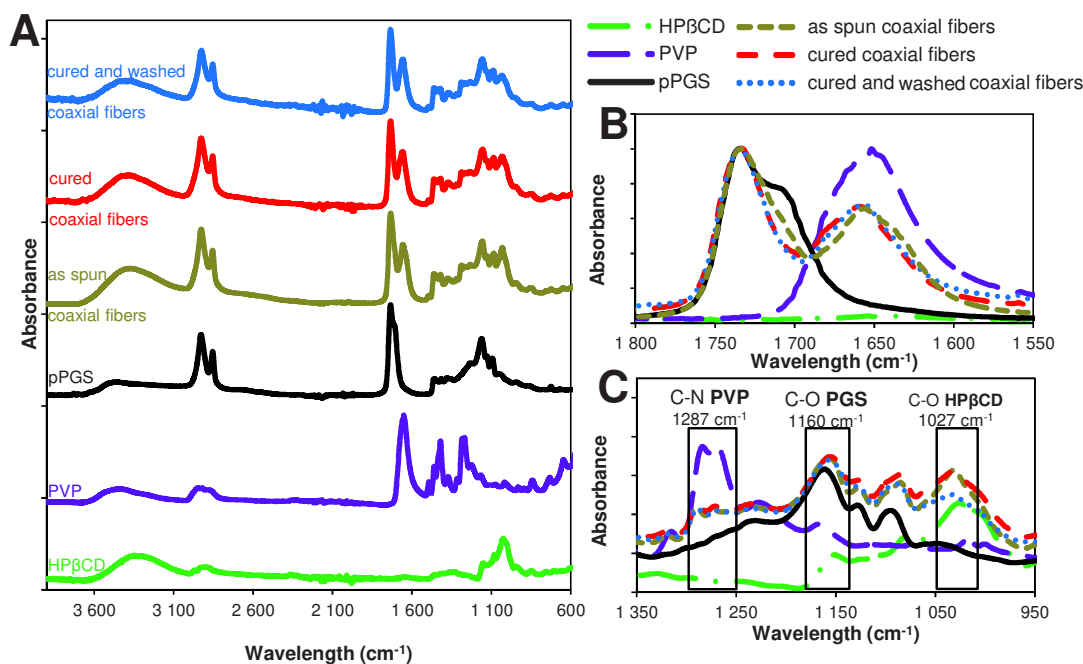 A
cured and washed
coaxial fibers
cured
coaxial fibers
as spun
coaxial fibers
pPGS
PVP
HPβCD
Absorbance
3 600 3 100 2 600 2 100 1 600 1 100 600
Wavelength (cm⁻¹)
HPβCD
PVP
pPGS
as spun coaxial fibers
cured coaxial fibers
cured and washed coaxial fibers
B
Absorbance
1 800 1 750 1 700 1 650 1 600 1 550
Wavelength (cm⁻¹)
C
C-N PVP
1287 cm⁻¹
C-O PGS
1160 cm⁻¹
C-O HPβCD
1027 cm⁻¹
Absorbance
1 350 1 250 1 150 1 050 950
Wavelength (cm⁻¹)